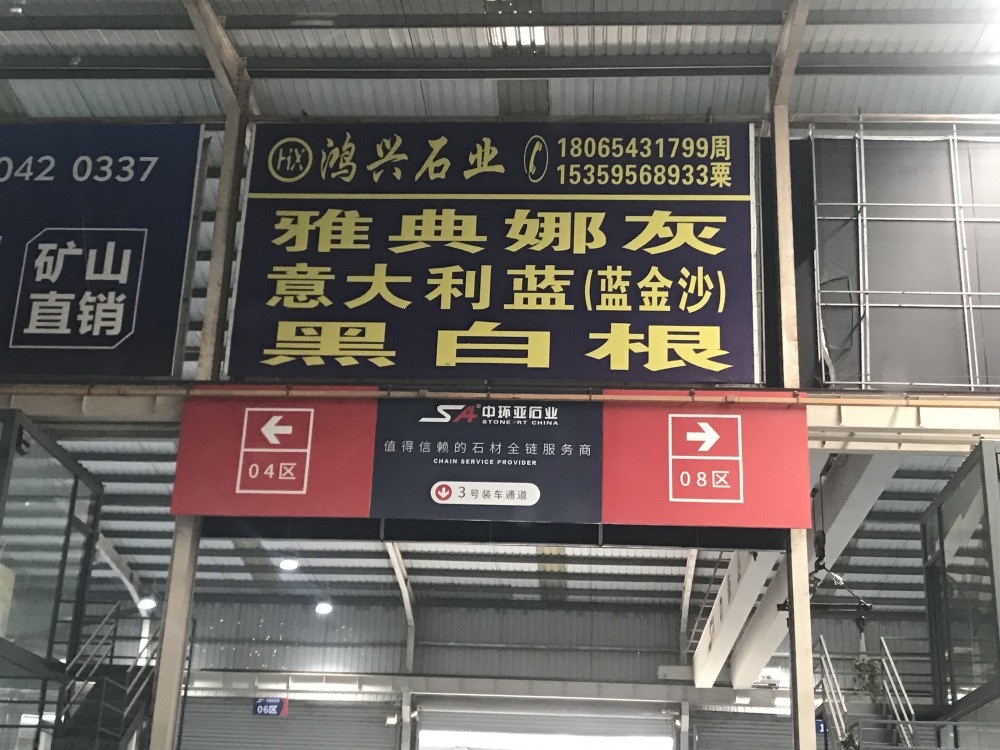 042 0337
矿山
直销
HX 鸿兴石业 18065431799周
15359568933粟
雅典娜灰
意大利蓝(蓝金沙)
黑白根
← 04区
SA 中环亚石业
STONEART CHINA
值得信赖的石材全链服务商
CHAIN SERVICE PROVIDER
3号装车通道
→ 08区
06区